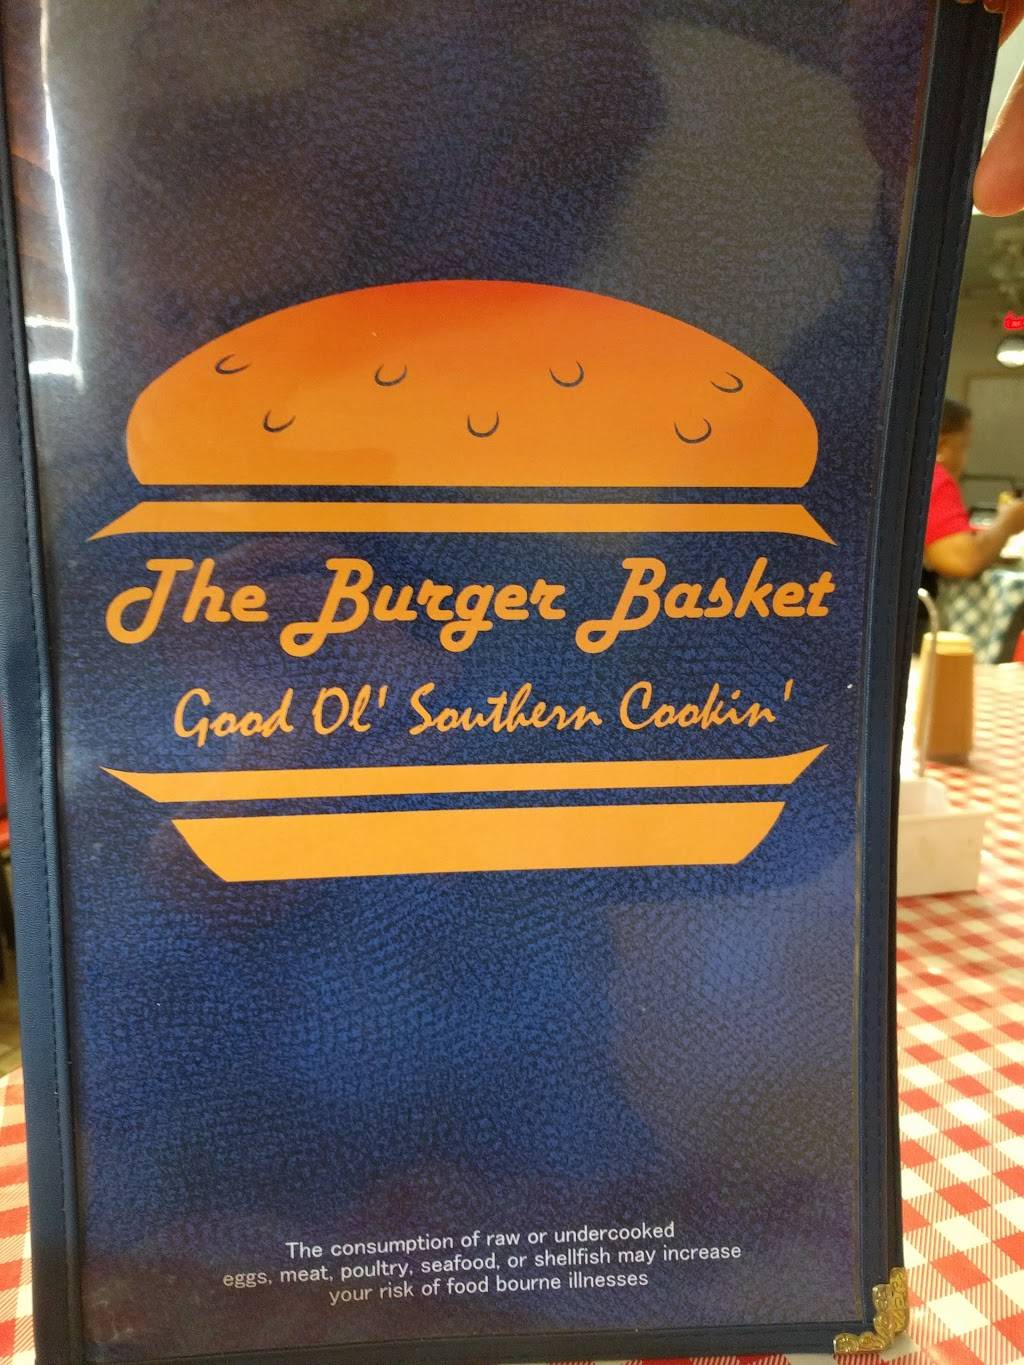 The Burger Basket
Good Ol' Southern Cookin'
The consumption of raw or undercooked
eggs, meat, poultry, seafood, or shellfish may increase
your risk of food bourne illnesses